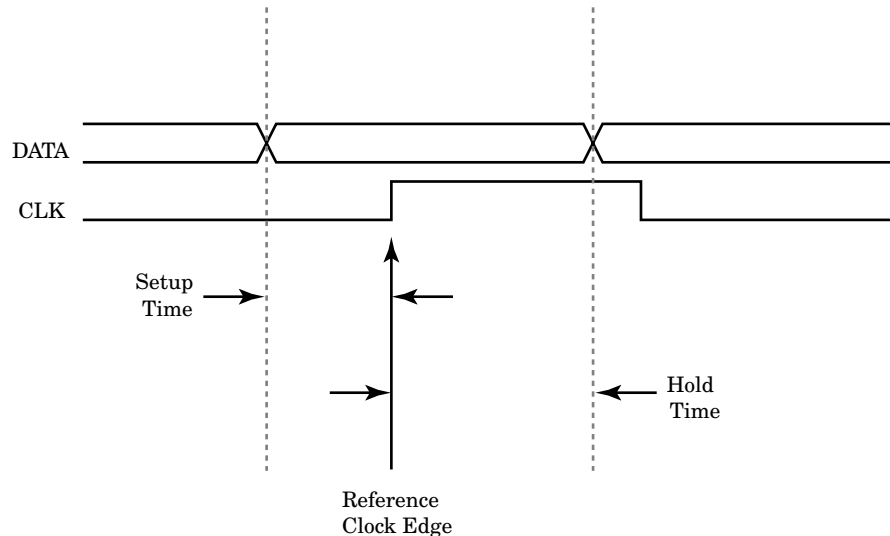 DATA
CLK
Setup
Time
Hold
Time
Reference
Clock Edge